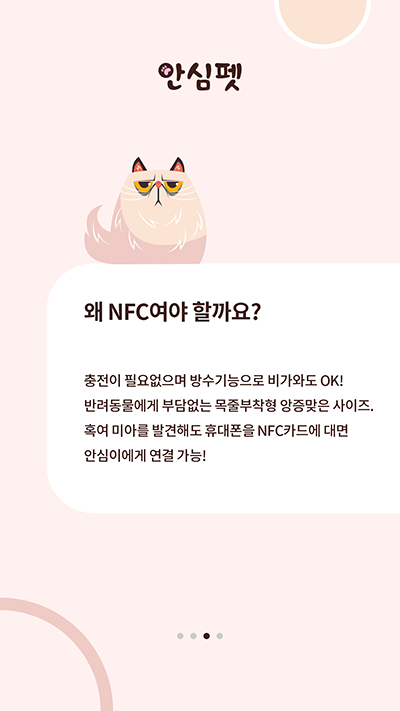 안심펫
왜 NFC여야 할까요?
충전이 필요없으며 방수기능으로 비가와도 OK!
반려동물에게 부담없는 목줄부착형 앙증맞은 사이즈.
혹여 미아를 발견해도 휴대폰을 NFC카드에 대면
안심이에게 연결 가능!